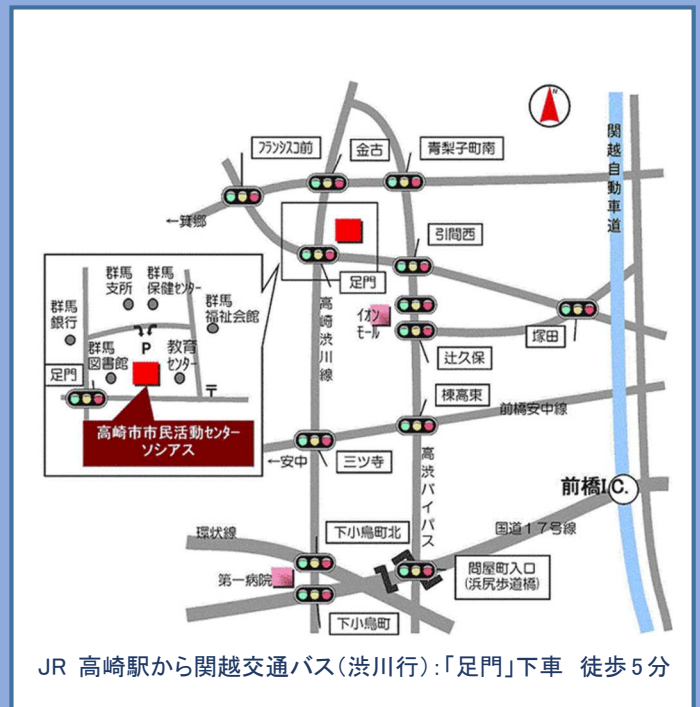 N
関越自動車道
フランシスコ前
金古
青梨子町南
←箕郷
引間西
足門
群馬
支所
群馬
保健センター
群馬
銀行
群馬
福祉会館
高崎渋川線
イオン
モール
塚田
P
群馬
図書館
教育
センター
足門
〒
辻久保
高崎市市民活動センター
ソシアス
棟高東
前橋安中線
←安中
三ツ寺
高渋バイパス
前橋I.C.
環状線
下小鳥町北
国道17号線
第一病院
問屋町入口
(浜尻歩道橋)
下小鳥町
JR 高崎駅から関越交通バス(渋川行):「足門」下車 徒歩5分